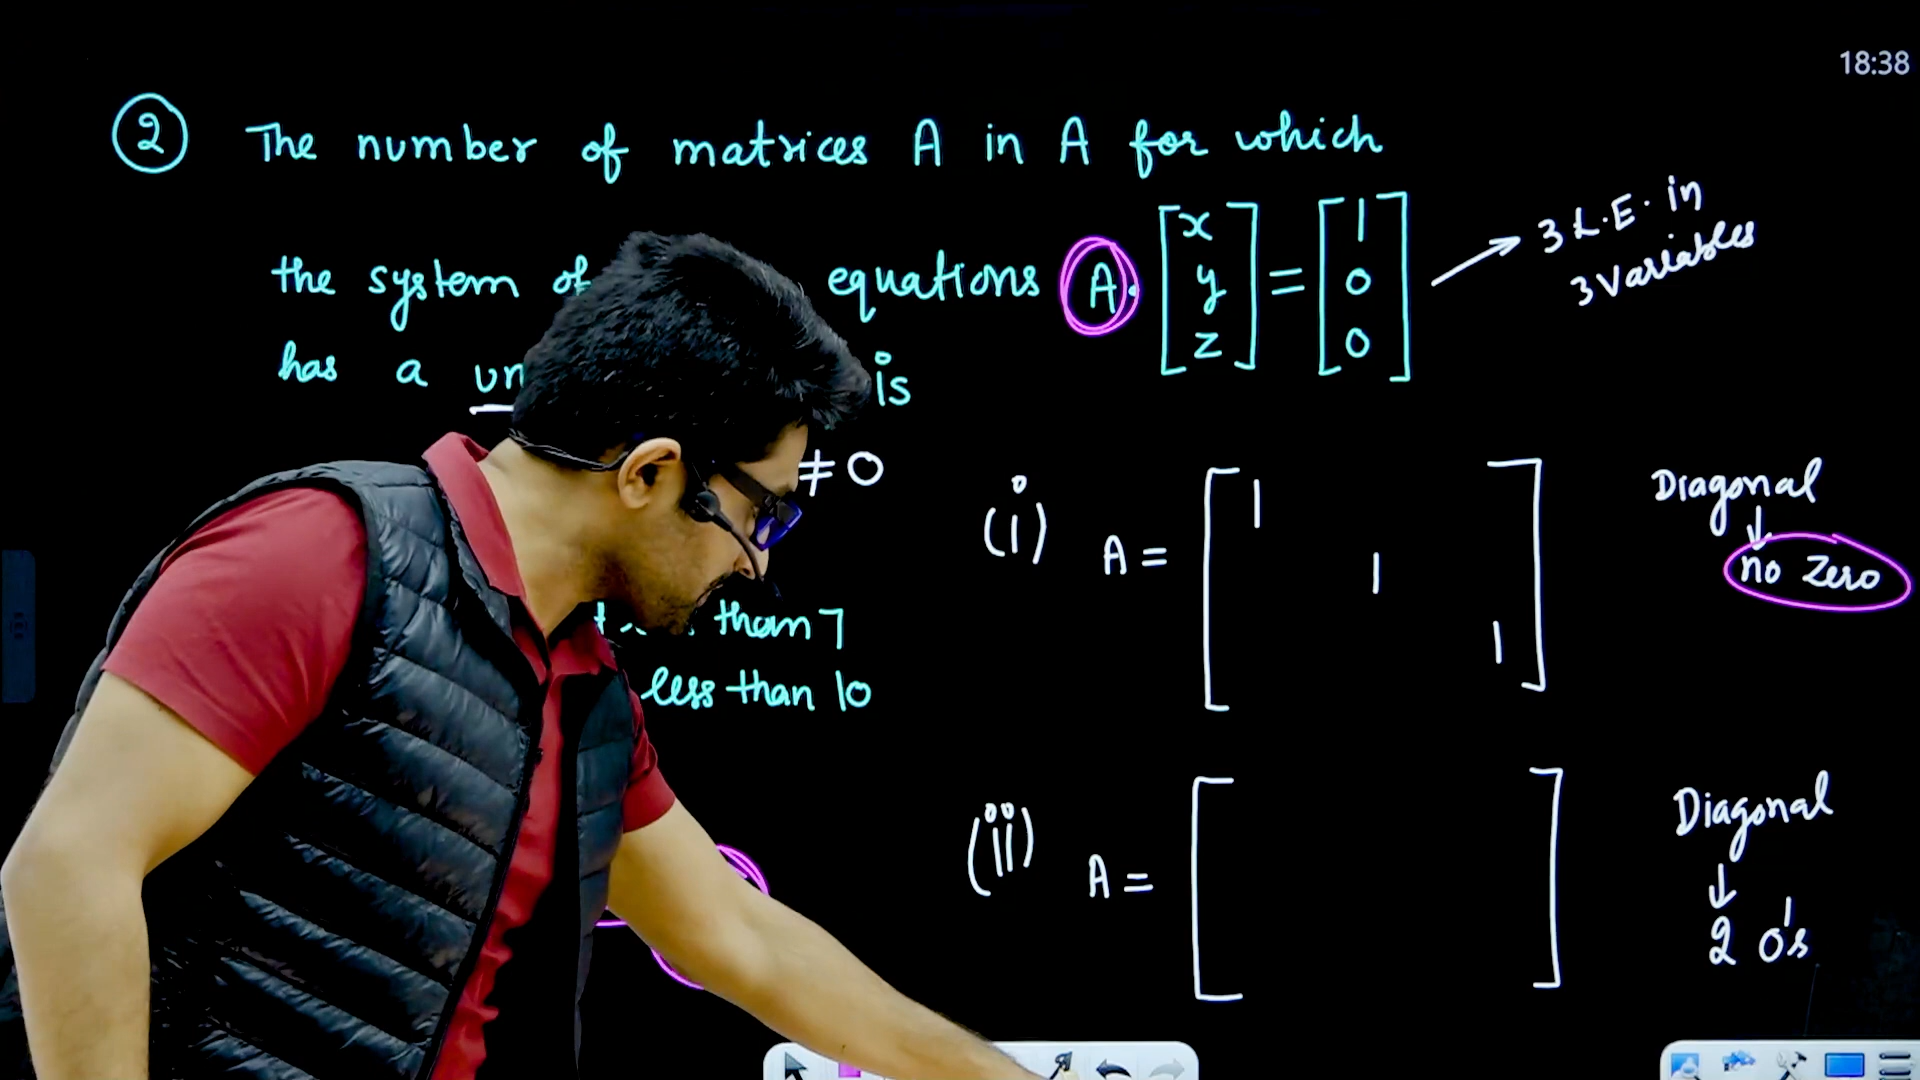 18:38
② The number of matrices A in A for which
the system of equations A. [x y z] = [1 0 0] → 3 L.E. in 3 variables
has a un is
≠ 0
(i) A = [1 1 1] Diagonal ↓ no zero
than 7
less than 10
(ii) A = [ ] Diagonal ↓ 2 0's